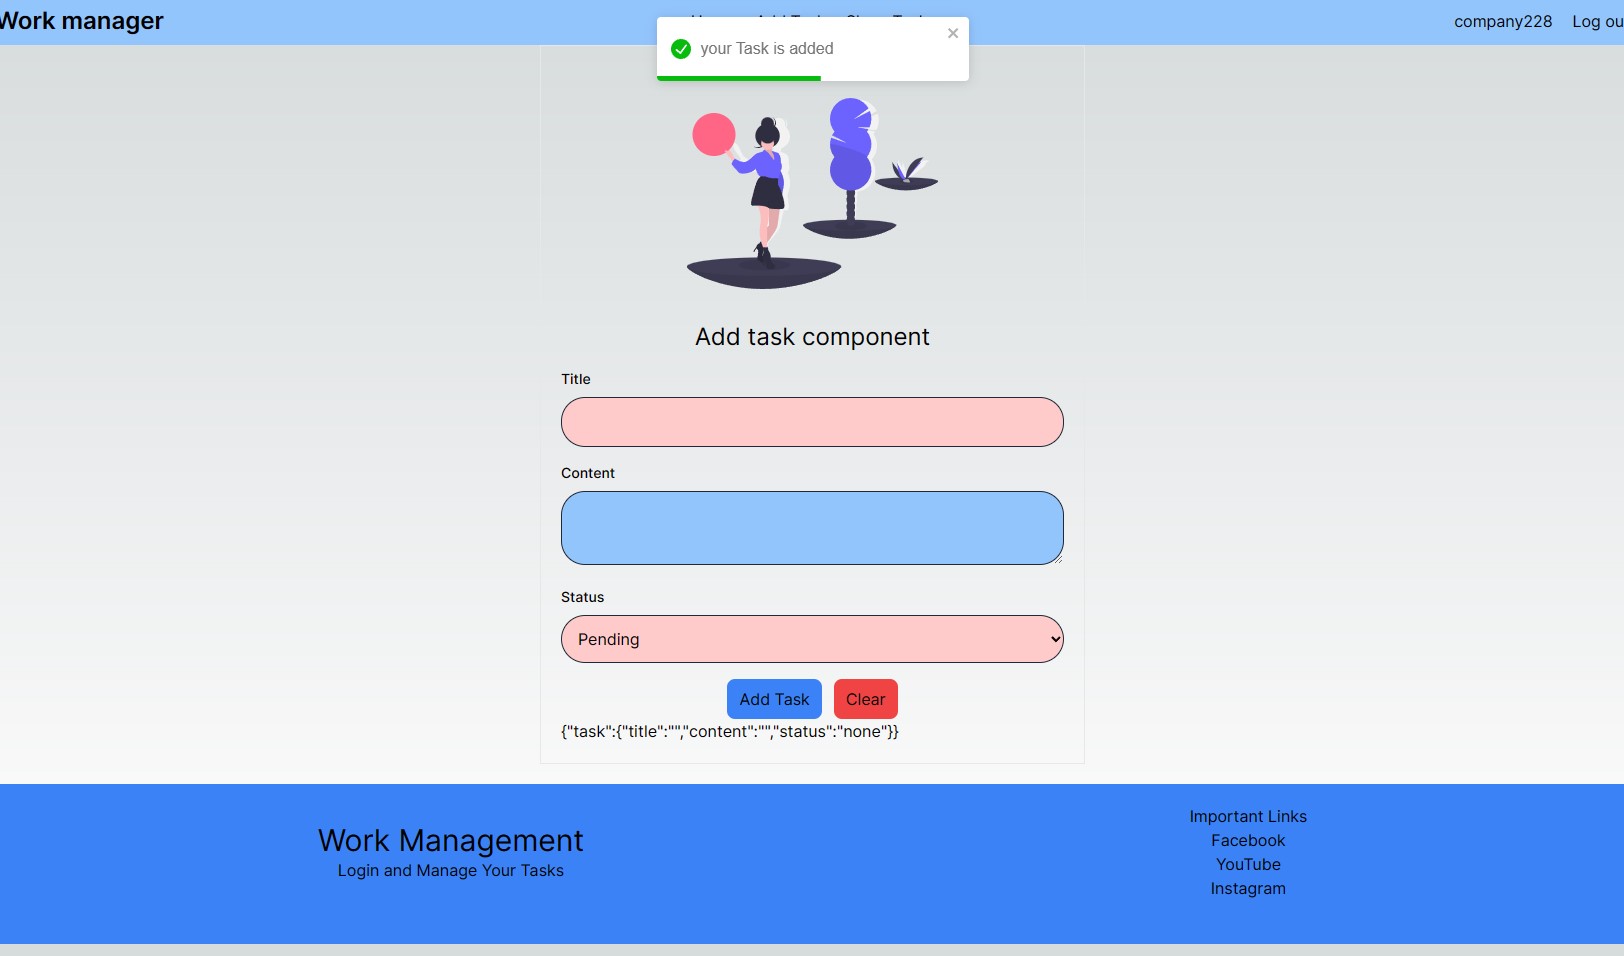 Work manager
company228 Log ou
your Task is added
Add task component
Title
Content
Status
Pending
Add Task Clear
{"task":{"title":"","content":"","status":"none"}}
Work Management
Login and Manage Your Tasks
Important Links
Facebook
YouTube
Instagram